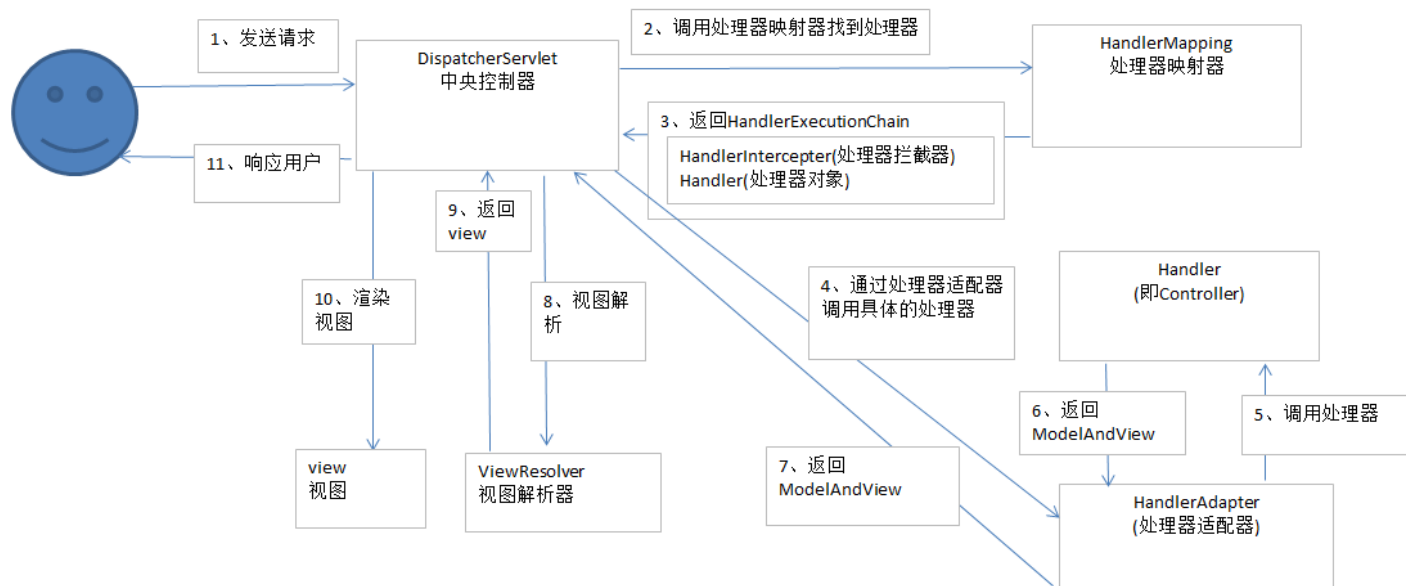 1、发送请求
DispatcherServlet
中央控制器
2、调用处理器映射器找到处理器
HandlerMapping
处理器映射器
3、返回HandlerExecutionChain
HandlerIntercepter(处理器拦截器)
Handler(处理器对象)
11、响应用户
9、返回
view
10、渲染
视图
8、视图解
析
4、通过处理器适配器
调用具体的处理器
Handler
(即Controller)
6、返回
ModelAndView
5、调用处理器
7、返回
ModelAndView
view
视图
ViewResolver
视图解析器
HandlerAdapter
(处理器适配器)